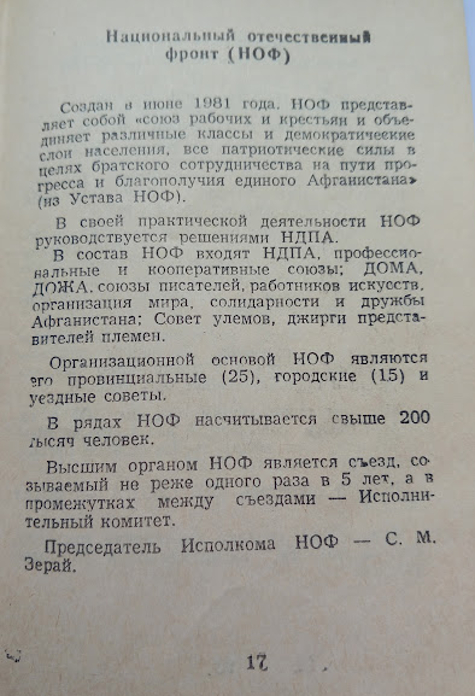 Национальный отечественный
фронт (НОФ)
Создан в июне 1981 года. НОФ представ-
ляет собой «союз рабочих и крестьян и объе-
диняет различные классы и демократические
слои населения, все патриотические силы в
целях братского сотрудничества на пути про-
гресса и благополучия единого Афганистана»
(из Устава НОФ).
В своей практической деятельности НОФ
руководствуется решениями НДПА.
В состав НОФ входят НДПА, профессио-
нальные и кооперативные союзы; ДОМА,
ДОЖА, союзы писателей, работников искусств,
организация мира, солидарности и дружбы
Афганистана; Совет улемов, джирги предста-
вителей племен.
Организационной основой НОФ являются
его провинциальные (25), городские (15) и
уездные советы.
В рядах НОФ насчитывается свыше 200
тысяч человек.
Высшим органом НОФ является съезд, со-
зываемый не реже одного раза в 5 лет, а в
промежутках между съездами — Исполни-
тельный комитет.
Председатель Исполкома НОФ — С. М.
Зерай.
17